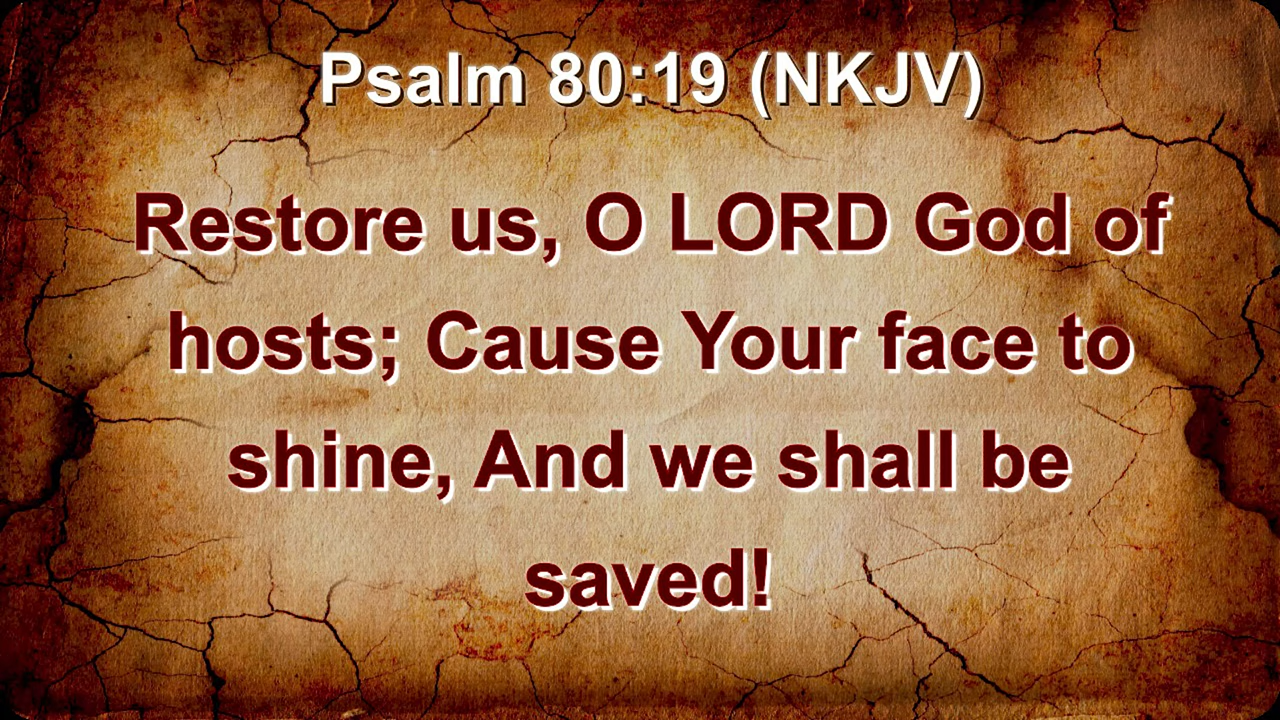 Psalm 80:19 (NKJV)
Restore us, O LORD God of
hosts; Cause Your face to
shine, And we shall be
saved!